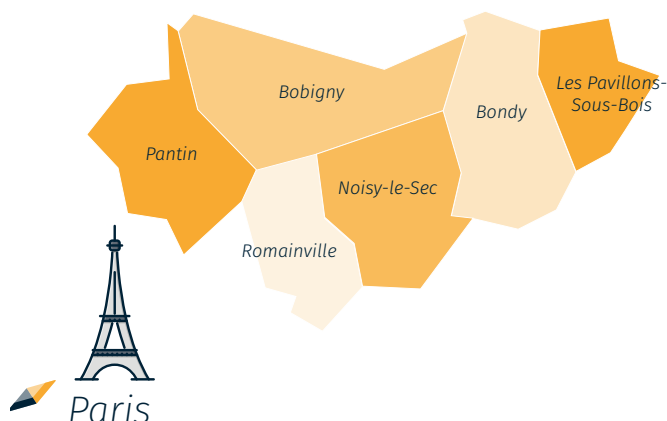 Bobigny
Les Pavillons-
Sous-Bois
Bondy
Pantin
Noisy-le-Sec
Romainville
Paris